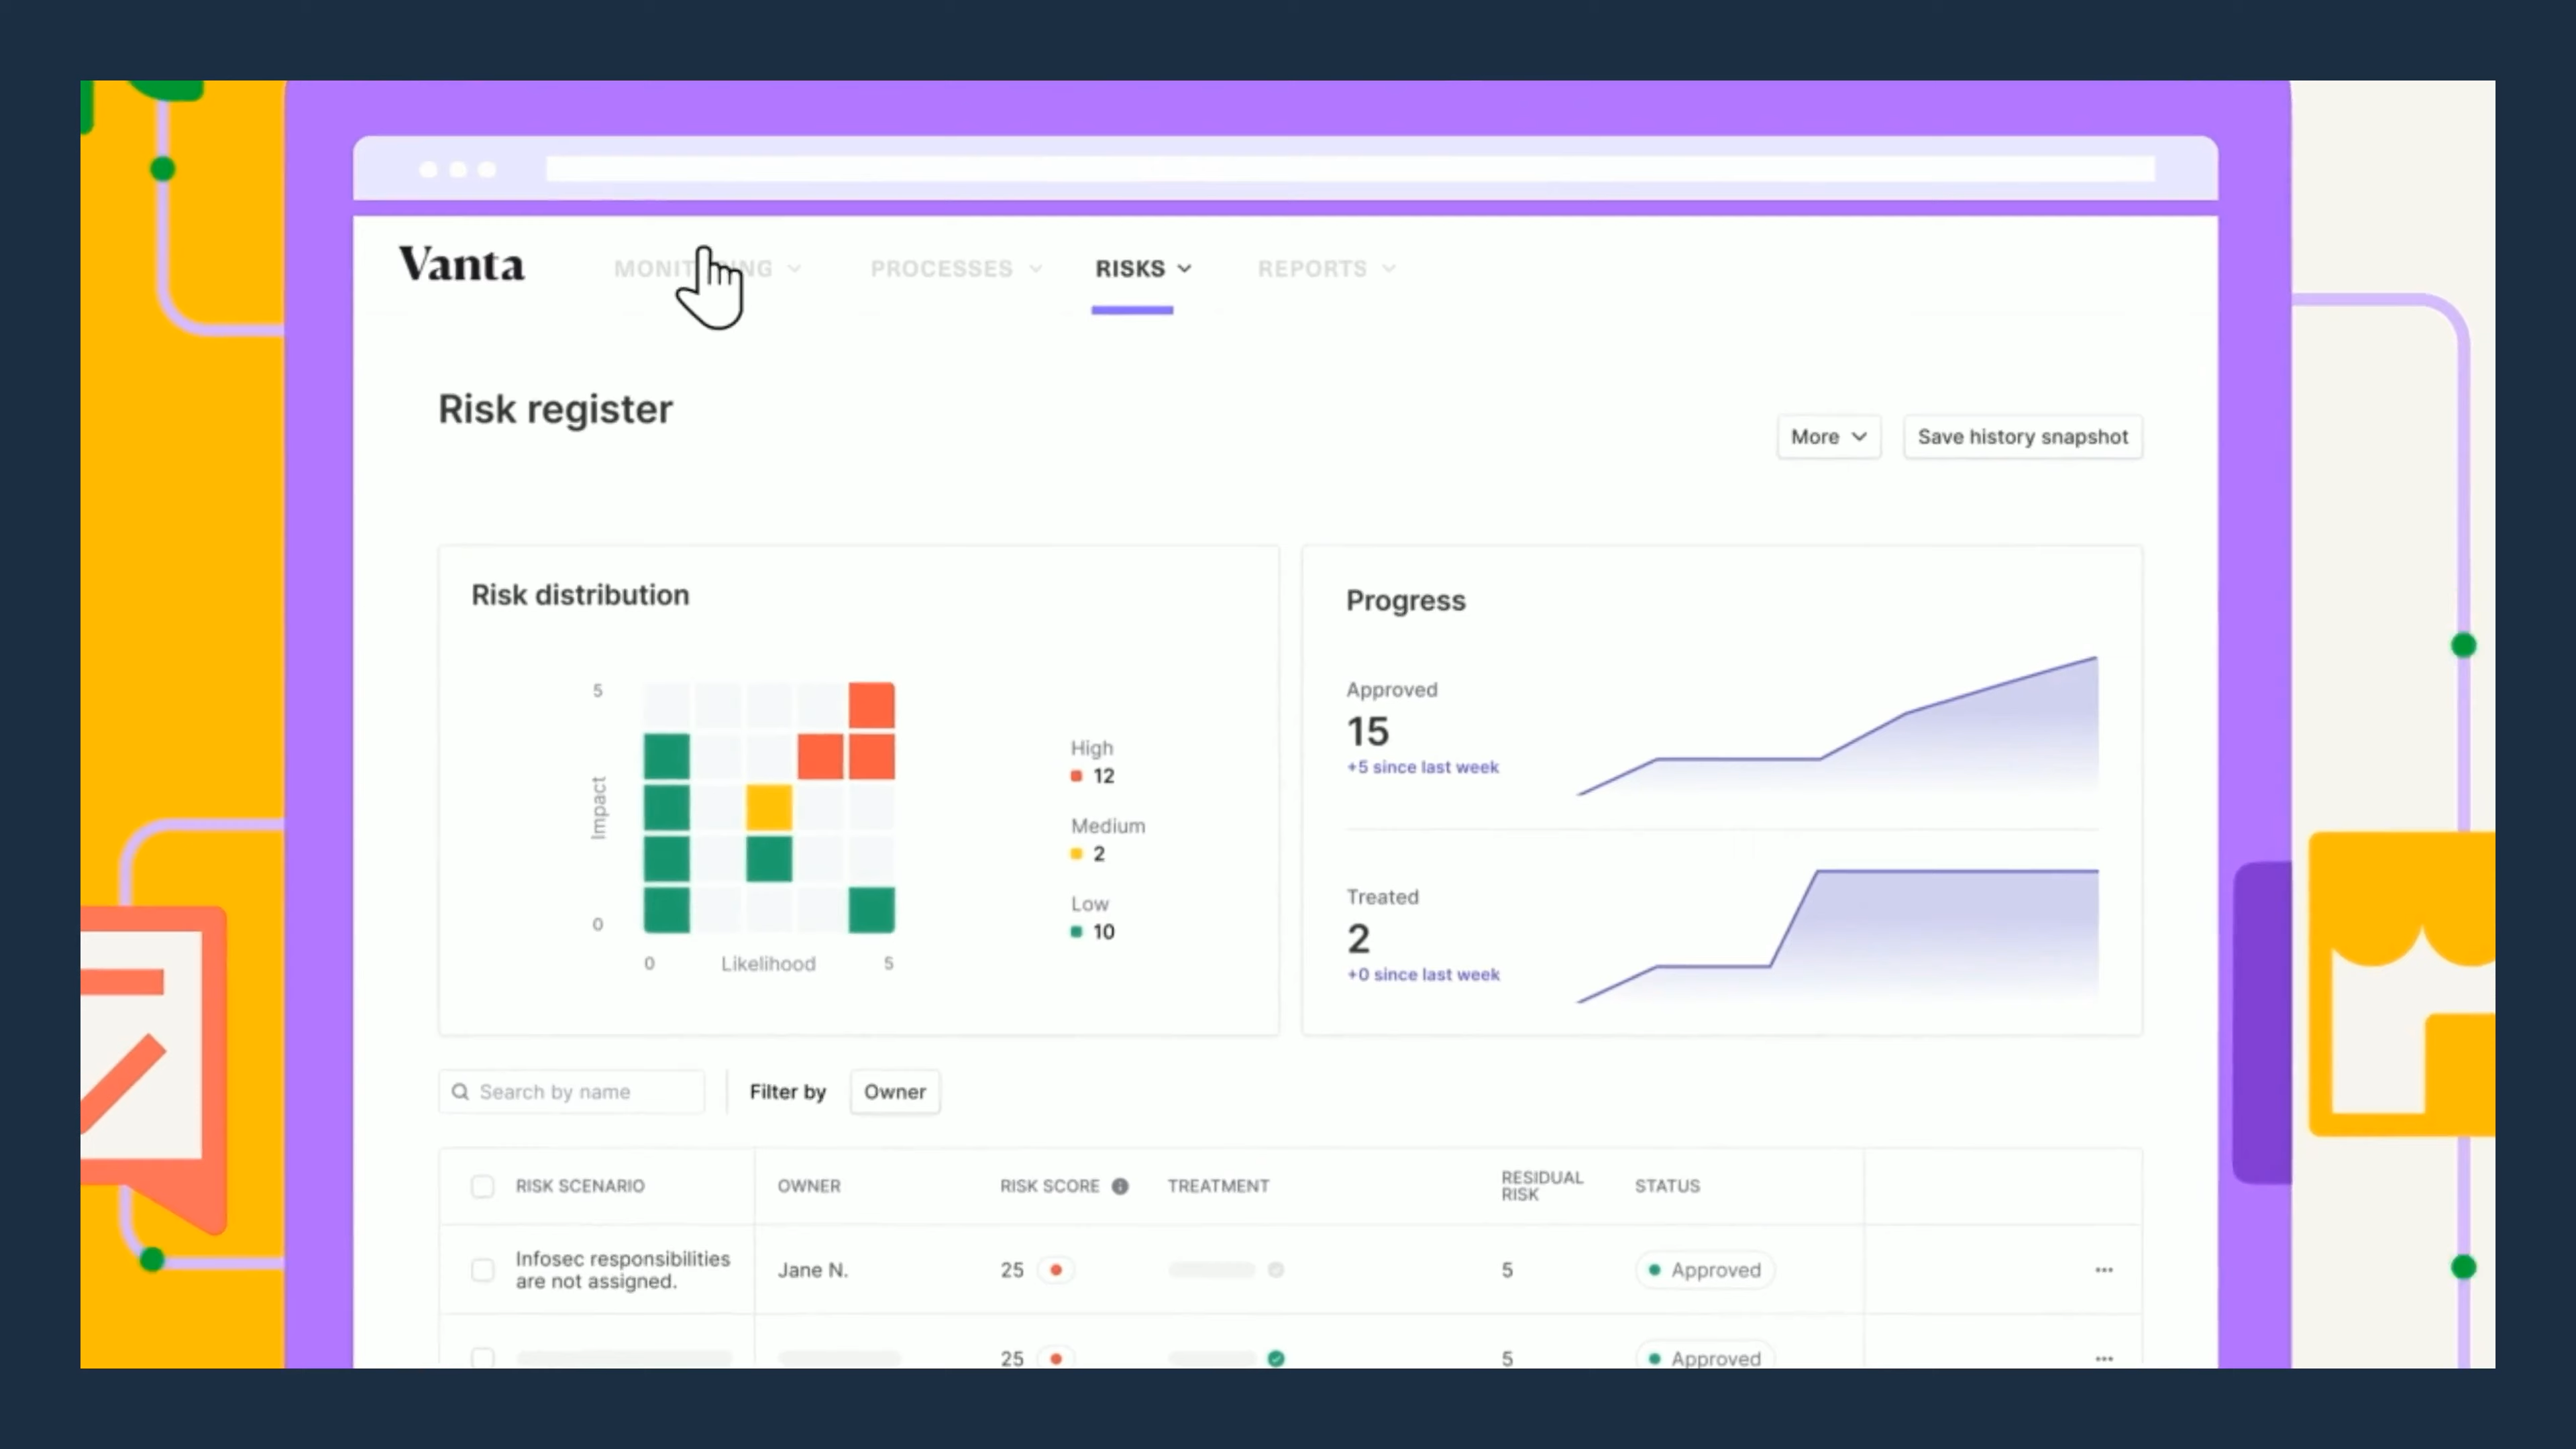 Vanta
MONITORING
PROCESSES
RISKS
REPORTS
Risk register
More
Save history snapshot
Risk distribution
5
Impact
0
0
Likelihood
5
High
12
Medium
2
Low
10
Progress
Approved
15
+5 since last week
Treated
2
+0 since last week
Search by name
Filter by
Owner
RISK SCENARIO
OWNER
RISK SCORE
TREATMENT
RESIDUAL
RISK
STATUS
Infosec responsibilities
are not assigned.
Jane N.
25
5
Approved
25
5
Approved